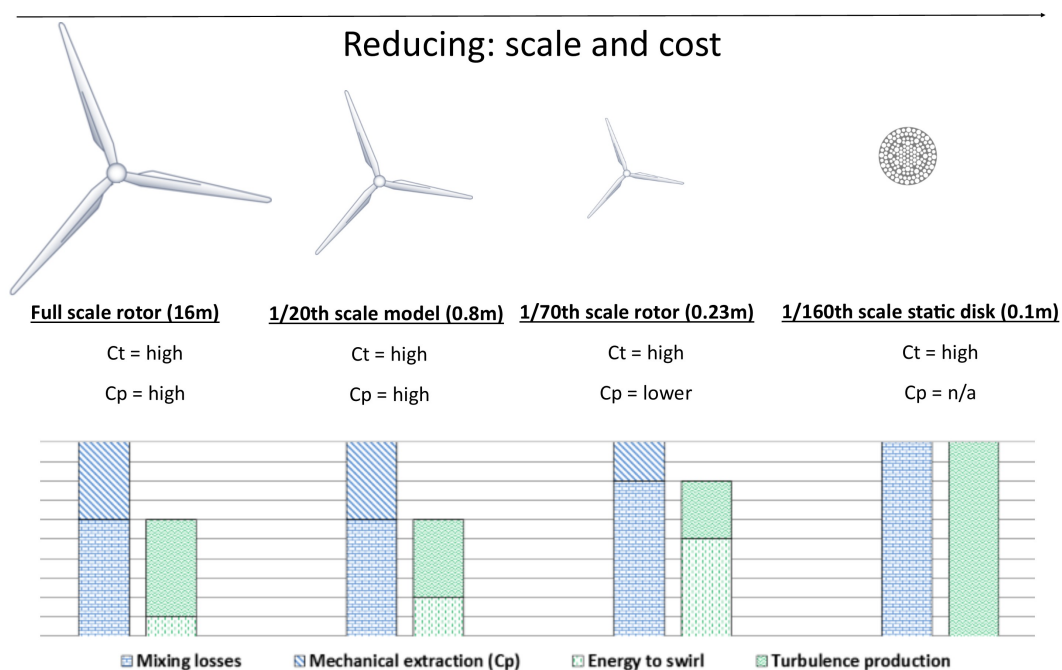 Reducing: scale and cost
Full scale rotor (16m) 1/20th scale model (0.8m) 1/70th scale rotor (0.23m) 1/160th scale static disk (0.1m)
Ct = high Ct = high Ct = high Ct = high
Cp = high Cp = high Cp = lower Cp = n/a
Mixing losses Mechanical extraction (Cp) Energy to swirl Turbulence production